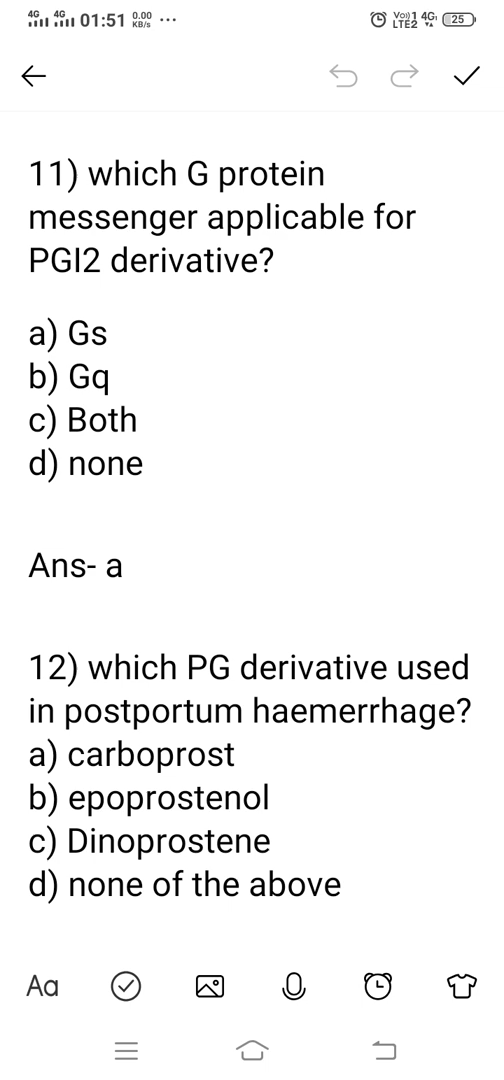 4G 4G 01:51 0.00 KB/s ... Vo)) 1 4G LTE2 25
11) which G protein
messenger applicable for
PGI2 derivative?
a) Gs
b) Gq
c) Both
d) none
Ans- a
12) which PG derivative used
in postportum haemerrhage?
a) carboprost
b) epoprostenol
c) Dinoprostene
d) none of the above
Aa